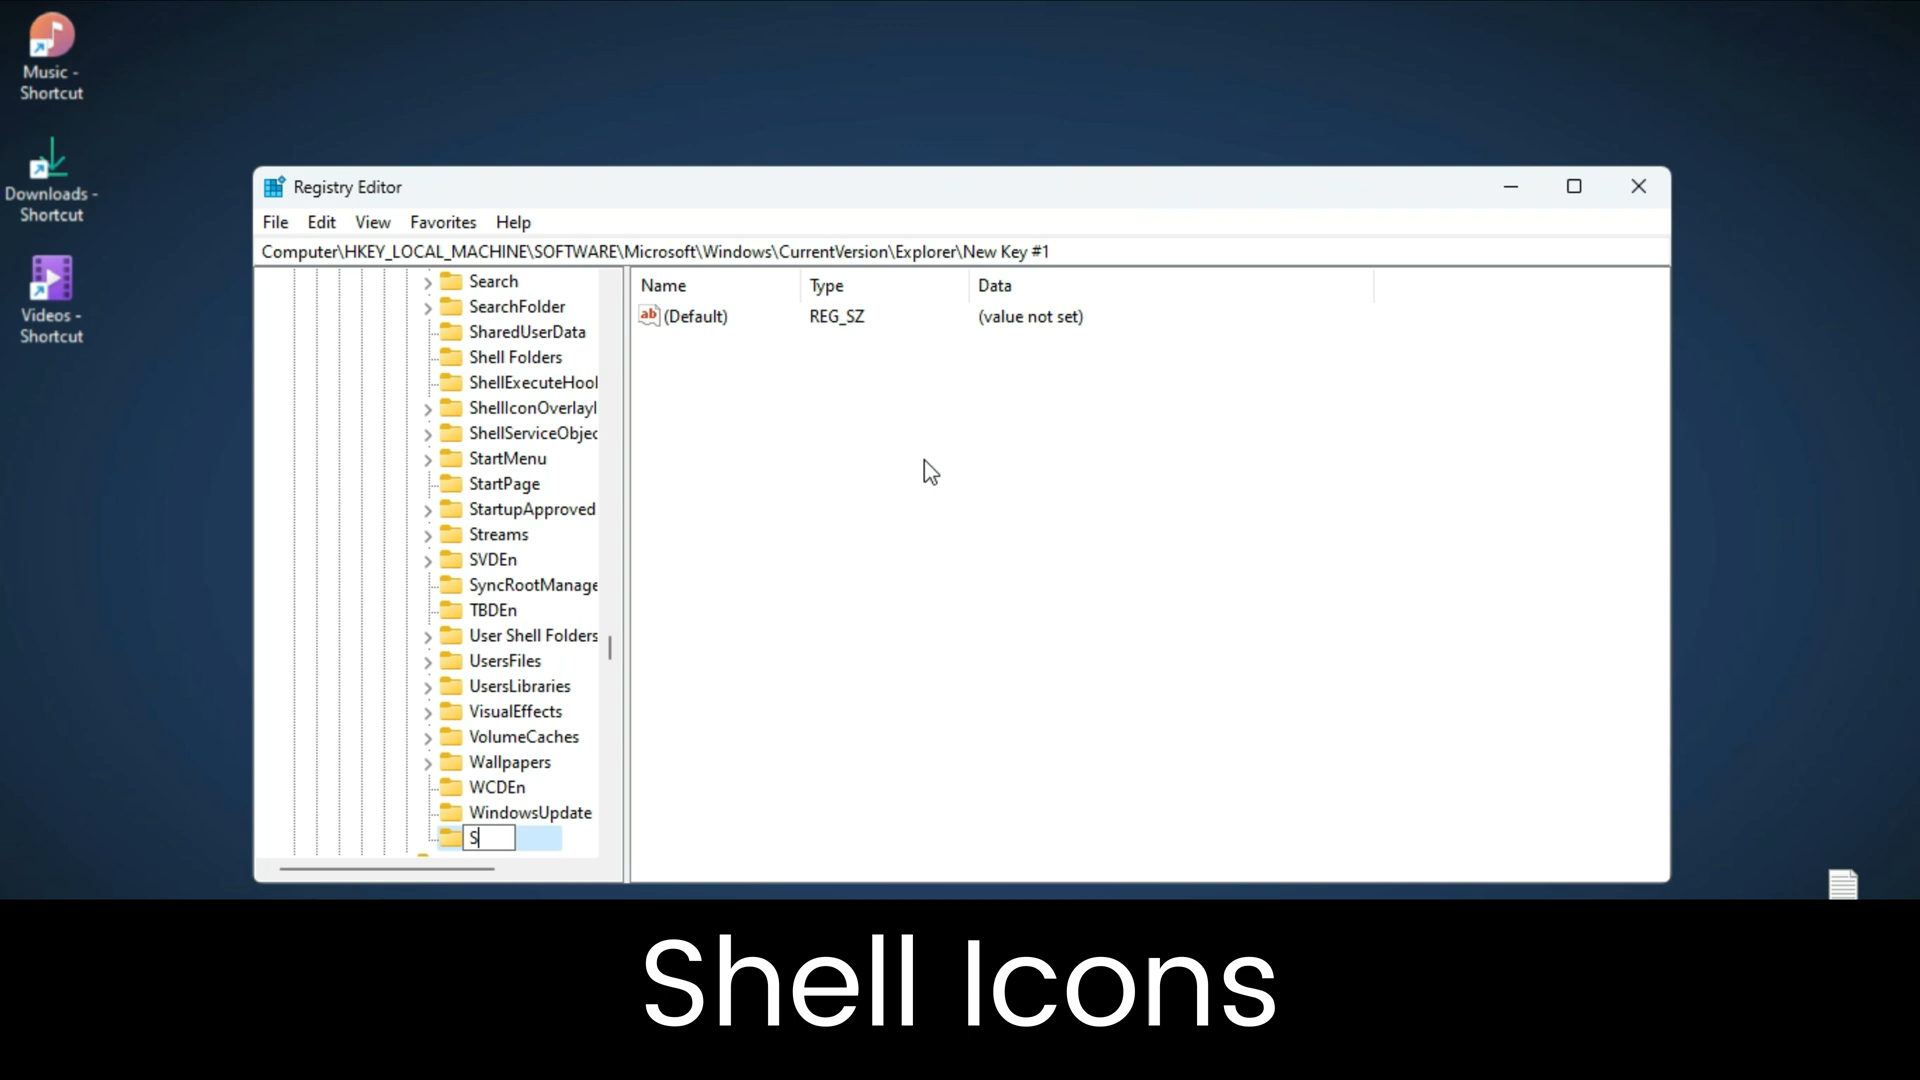 Music -
Shortcut
Downloads -
Shortcut
Videos -
Shortcut
Registry Editor
File Edit View Favorites Help
Computer\HKEY_LOCAL_MACHINE\SOFTWARE\Microsoft\Windows\CurrentVersion\Explorer\New Key #1
Search
SearchFolder
SharedUserData
Shell Folders
ShellExecuteHool
ShellIconOverlayI
ShellServiceObjec
StartMenu
StartPage
StartupApproved
Streams
SVDEn
SyncRootManage
TBDEn
User Shell Folders
UsersFiles
UsersLibraries
VisualEffects
VolumeCaches
Wallpapers
WCDEn
WindowsUpdate
S
Name Type Data
ab (Default) REG_SZ (value not set)
Shell Icons